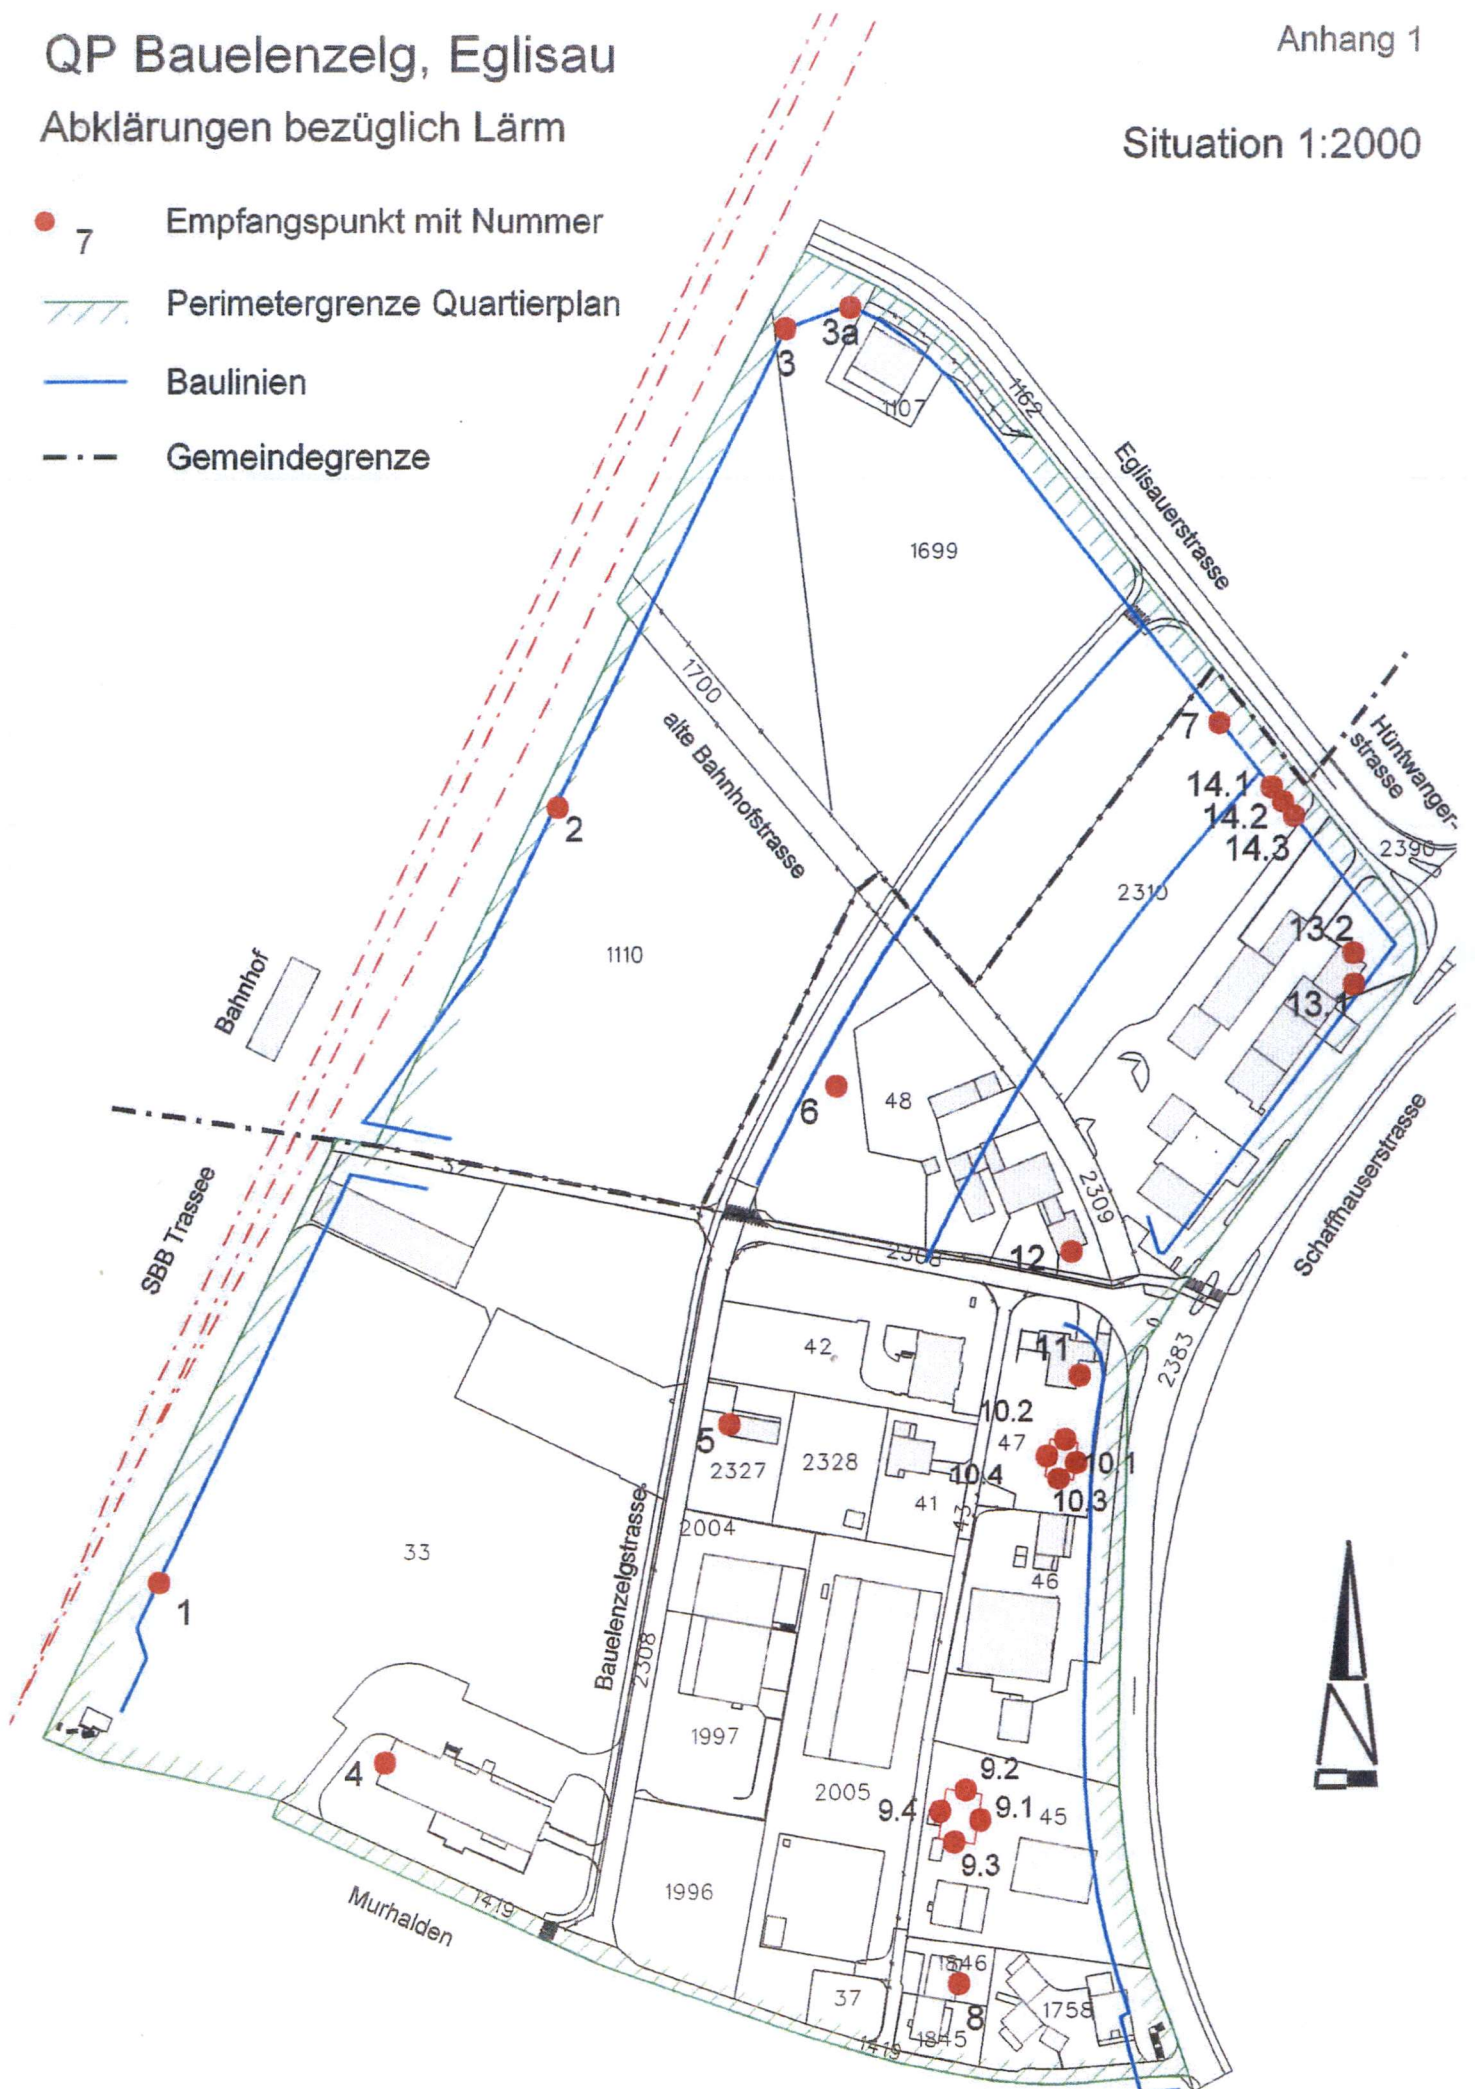 QP Bauelenzelg, Eglisau
Anhang 1
Abklärungen bezüglich Lärm
Situation 1:2000
7
Empfangspunkt mit Nummer
Perimetergrenze Quartierplan
Baulinien
Gemeindegrenze
3a
3
1107
1162
Eglisauerstrasse
1699
1700
alte Bahnhofstrasse
7
Hüntwanger-
strasse
14.1
14.2
14.3
2390
2
2310
13.2
13.1
Bahnhof
1110
6
48
2309
Schaffhauserstrasse
32
SBB Trassee
2308
12
2383
42
11
10.2
47
5
2327
2328
10.4
10.1
10.3
41
43
2004
33
46
1
Bauelenzelgstrasse
2308
1997
4
2005
9.2
9.4
9.1
45
9.3
1996
1419
Murhalden
1846
37
8
1758
1845
1419
N